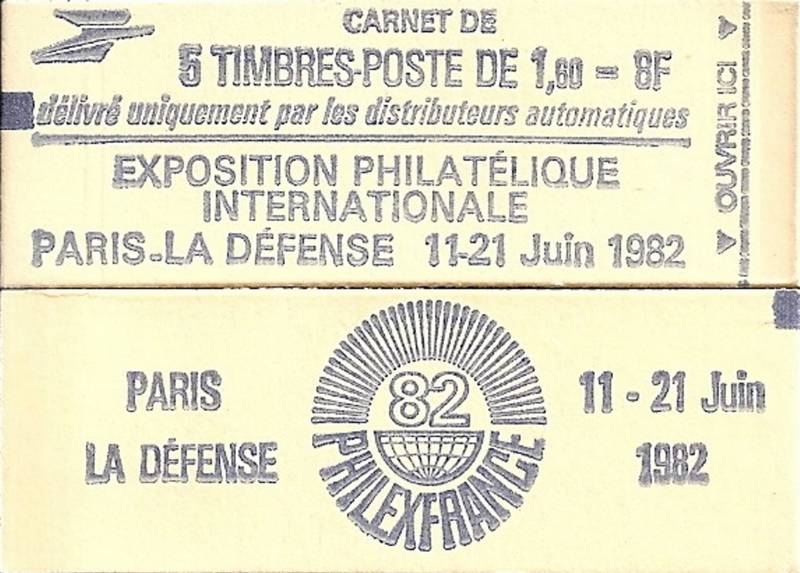 CARNET DE
5 TIMBRES-POSTE DE 1,60 = 8F
délivré uniquement par les distributeurs automatiques
EXPOSITION PHILATÉLIQUE
INTERNATIONALE
PARIS-LA DÉFENSE 11-21 Juin 1982
OUVRIR ICI
PARIS
LA DÉFENSE
82
PHILEXFRANCE
11 - 21 Juin
1982